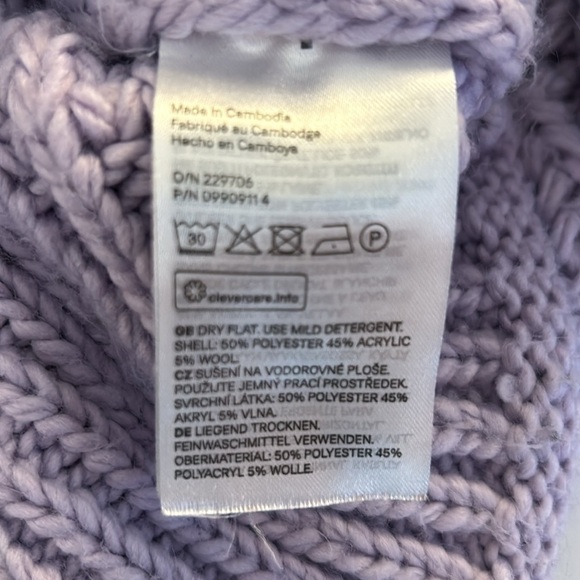 Made in Cambodia
Fabriqué au Cambodge
Hecho en Camboya
O/N 229706
P/N 09909114
30
P
clevercare.info
GB DRY FLAT. USE MILD DETERGENT.
SHELL: 50% POLYESTER 45% ACRYLIC
5% WOOL
CZ SUŠENÍ NA VODOROVNÉ PLOŠE.
POUŽIJTE JEMNÝ PRACÍ PROSTŘEDEK.
SVRCHNÍ LÁTKA: 50% POLYESTER 45%
AKRYL 5% VLNA.
DE LIEGEND TROCKNEN.
FEINWASCHMITTEL VERWENDEN.
OBERMATERIAL: 50% POLYESTER 45%
POLYACRYL 5% WOLLE.